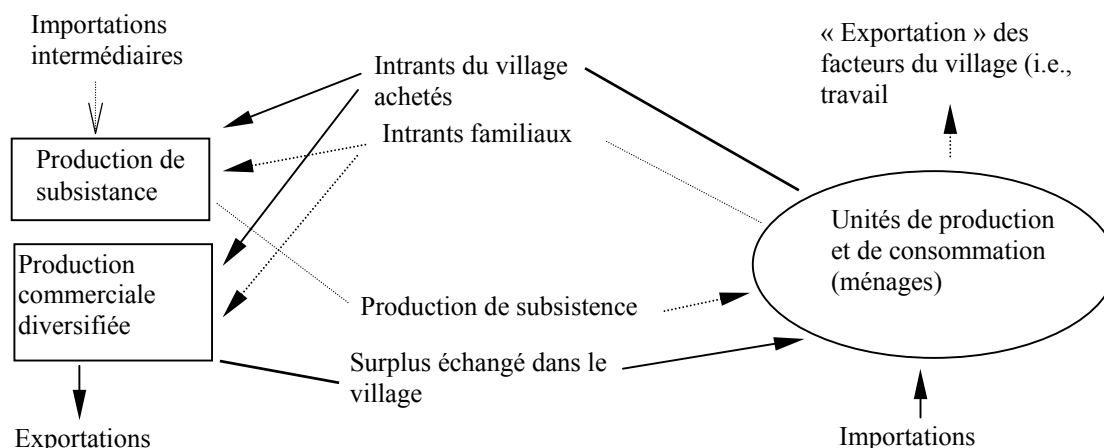 Importations
intermédiaires
« Exportation » des
facteurs du village (i.e.,
travail
Intrants du village
achetés
Intrants familiaux
Production de
subsistance
Unités de production
et de consommation
(ménages)
Production
commerciale
diversifiée
Production de subsistence
Surplus échangé dans le
village
Exportations
Importations